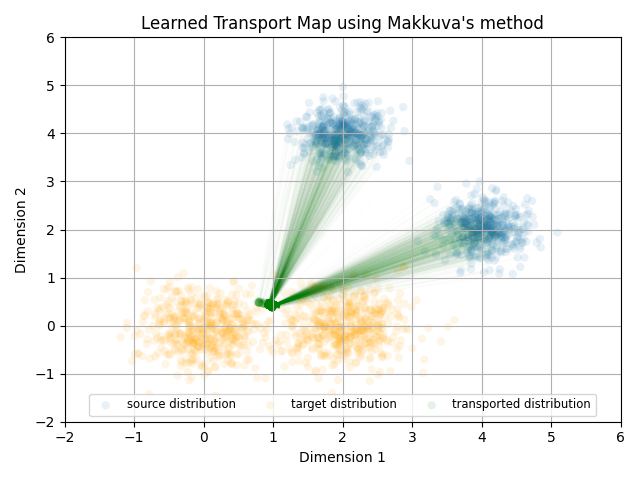 Learned Transport Map using Makkuva's method
6
5
4
3
2
1
0
−1
−2
Dimension 2
source distribution target distribution transported distribution
−2 −1 0 1 2 3 4 5 6
Dimension 1